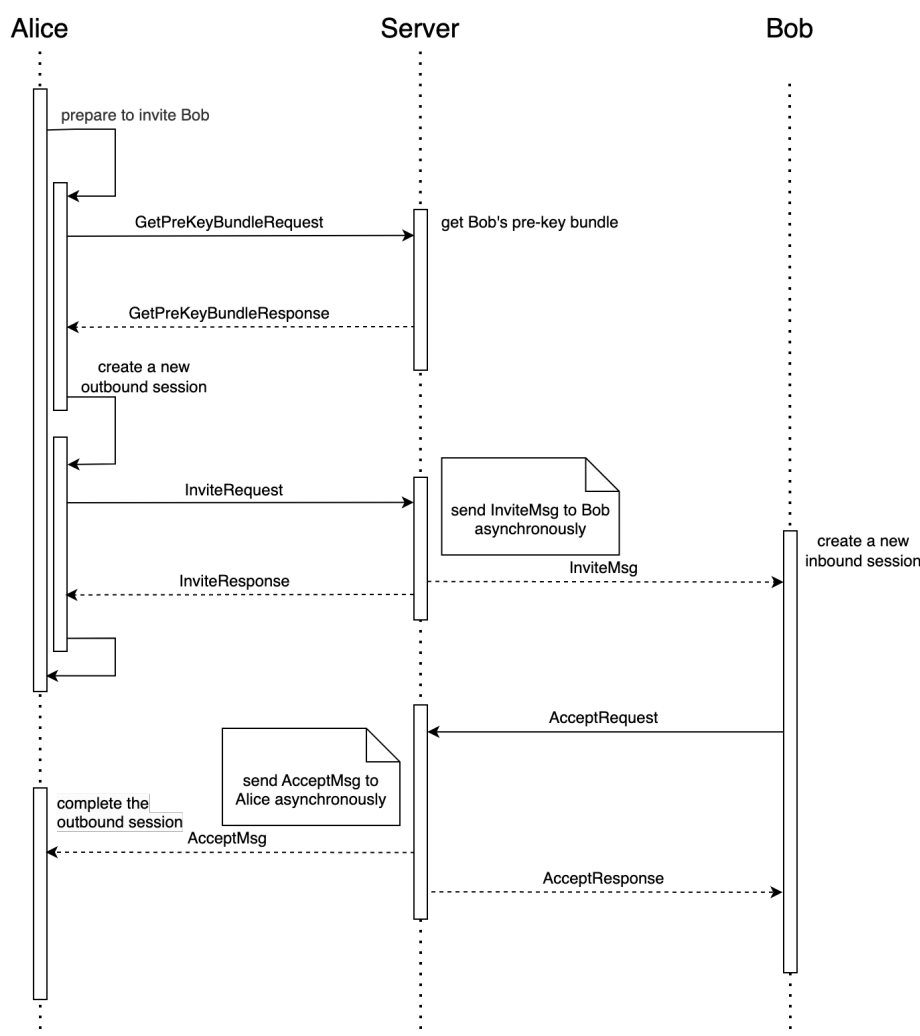 Alice
Server
Bob
prepare to invite Bob
GetPreKeyBundleRequest
get Bob's pre-key bundle
GetPreKeyBundleResponse
create a new
outbound session
InviteRequest
send InviteMsg to Bob
asynchronously
create a new
inbound session
InviteMsg
InviteResponse
AcceptRequest
send AcceptMsg to
Alice asynchronously
complete the
outbound session
AcceptMsg
AcceptResponse